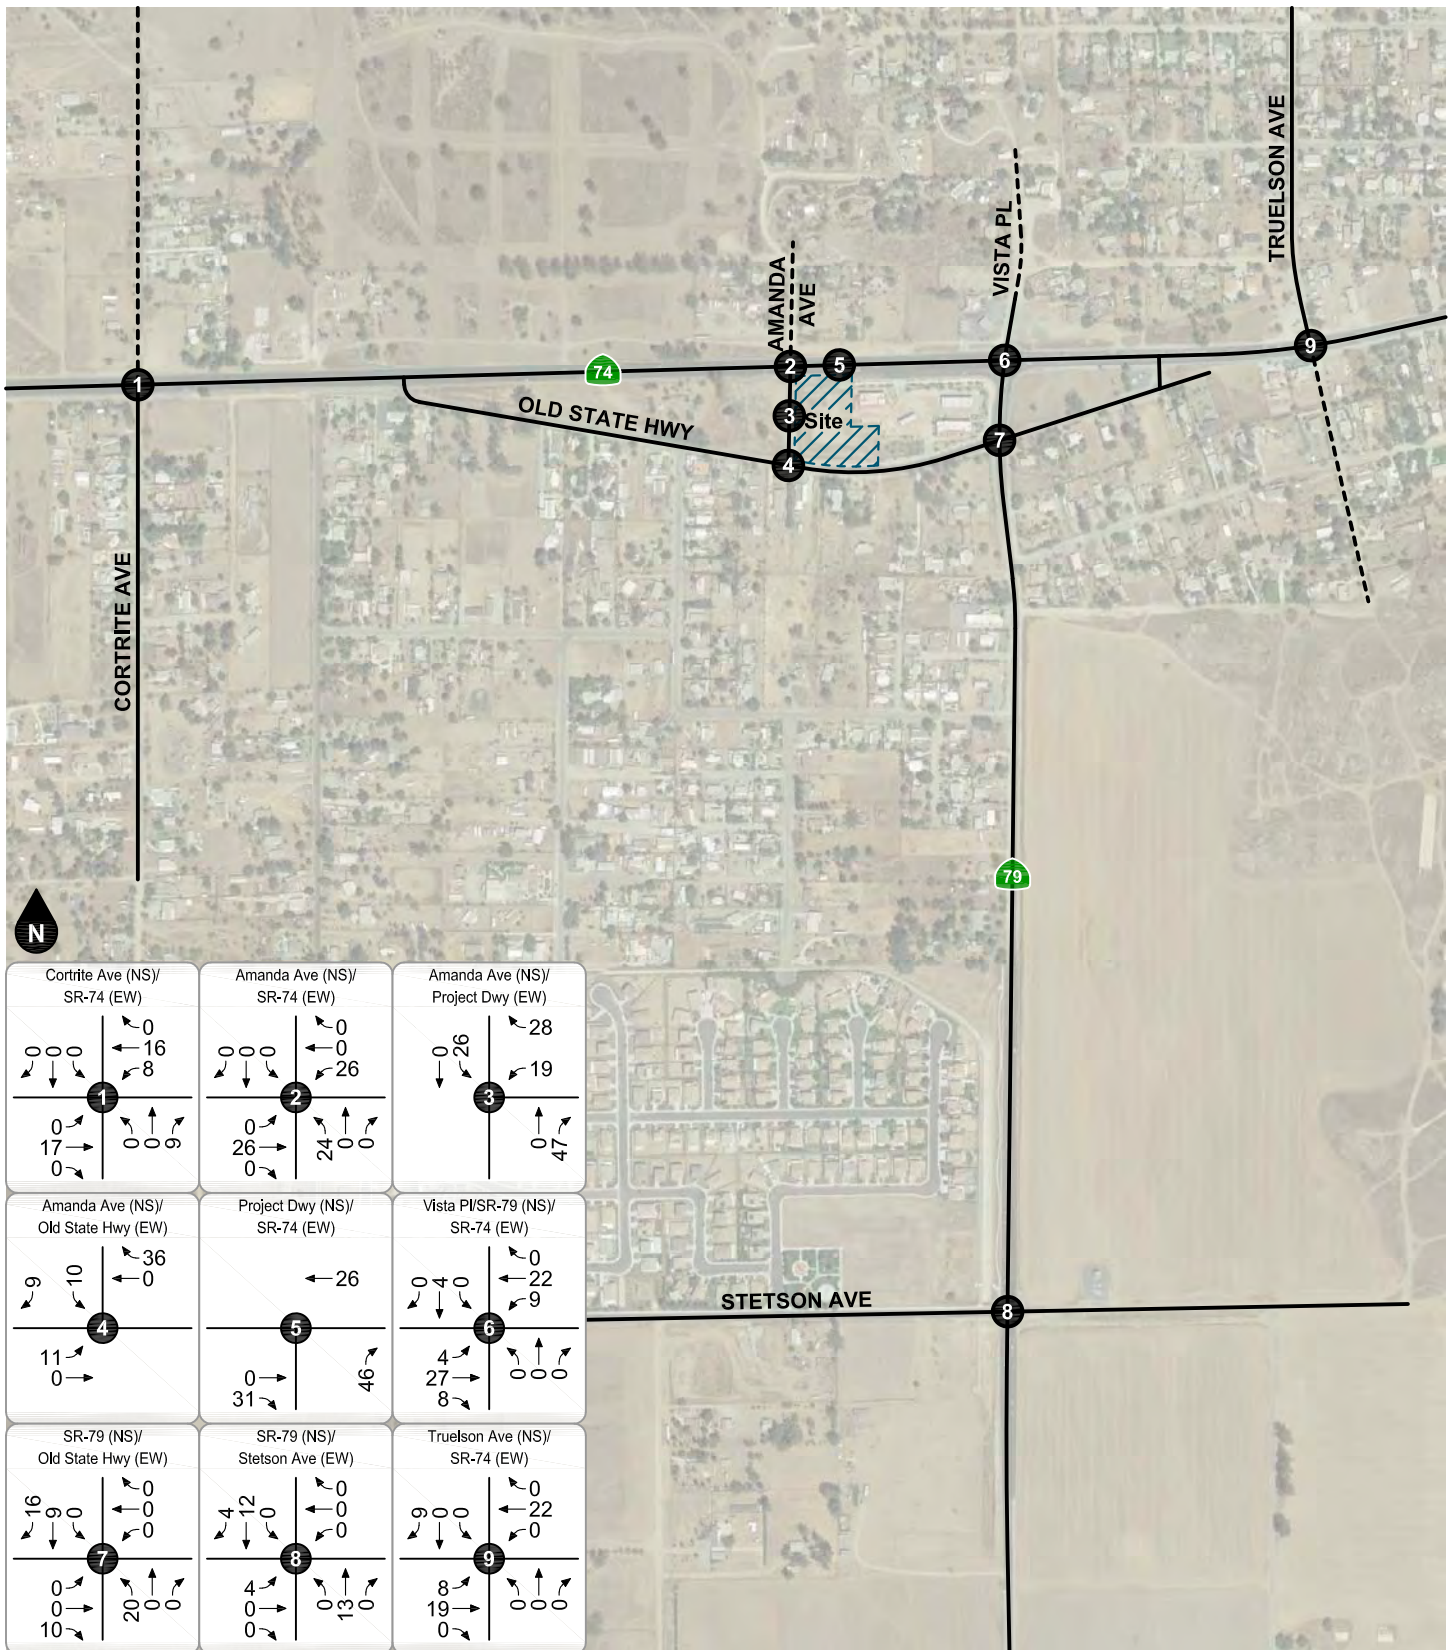 TRUELSON AVE
VISTA PL
AMANDA
AVE
74
1
2
5
6
9
3
Site
4
7
OLD STATE HWY
CORTRITE AVE
79
N
STETSON AVE
8
Cortrite Ave (NS)/
SR-74 (EW)
0
16
8
0 0 0
1
0
17
0
0 0 9
Amanda Ave (NS)/
SR-74 (EW)
0
0
26
0 0 0
2
0
26
0
24 0 0
Amanda Ave (NS)/
Project Dwy (EW)
28
19
0 26
3
0 47
Amanda Ave (NS)/
Old State Hwy (EW)
36
0
9 10
4
11
0
Project Dwy (NS)/
SR-74 (EW)
26
5
0
31
46
Vista Pl/SR-79 (NS)/
SR-74 (EW)
0
22
9
0 4 0
6
4
27
8
0 0 0
SR-79 (NS)/
Old State Hwy (EW)
0
0
0
16 9 0
7
0
0
10
20 0 0
SR-79 (NS)/
Stetson Ave (EW)
0
0
0
4 12 0
8
4
0
0
0 13 0
Truelson Ave (NS)/
SR-74 (EW)
0
22
0
9 0 0
9
8
19
0
0 0 0